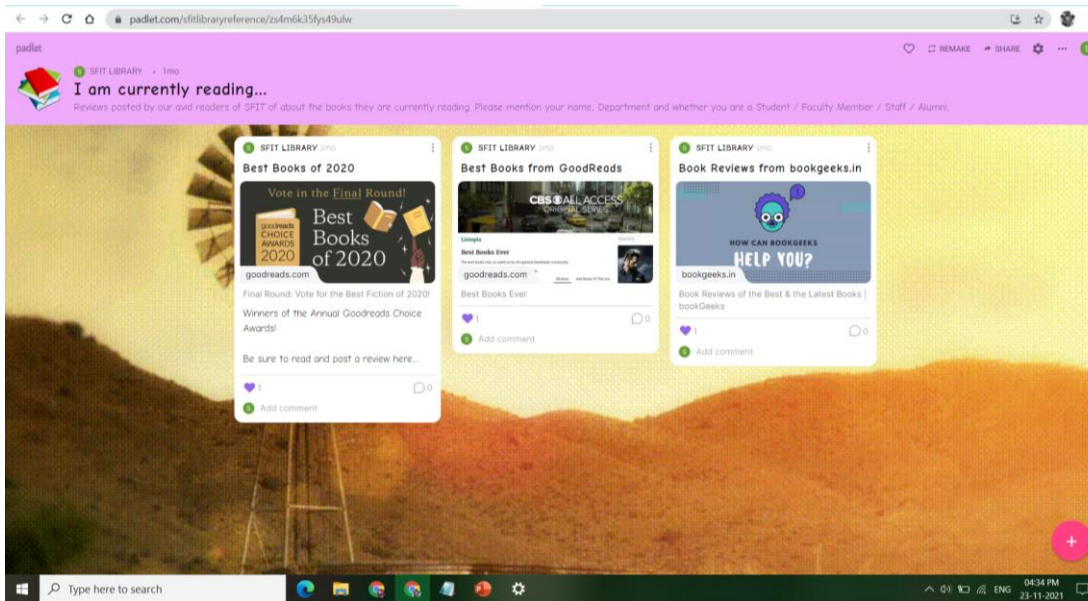 padlet.com/sfitlibraryreference/zs4m6k35fys49ulw
padlet
REMAKE
SHARE
SFIT LIBRARY • 1mo
I am currently reading...
Reviews posted by our avid readers of SFIT of about the books they are currently reading. Please mention your name, Department and whether you are a Student / Faculty Member / Staff / Alumni.
S SFIT LIBRARY 1mo
Best Books of 2020
Vote in the Final Round!
goodreads
CHOICE
AWARDS
2020
Best
Books
of 2020
goodreads.com
Final Round: Vote for the Best Fiction of 2020!
Winners of the Annual Goodreads Choice
Awards!
Be sure to read and post a review here...
1
0
S Add comment
S SFIT LIBRARY 1mo
Best Books from GoodReads
CBS ALL ACCESS
ORIGINAL SERIES
Listopia
Best Books Ever
goodreads.com
Best Books Ever
1
0
S Add comment
S SFIT LIBRARY 1mo
Book Reviews from bookgeeks.in
HOW CAN BOOKGEEKS
HELP YOU?
bookgeeks.in
Book Reviews of the Best & the Latest Books |
bookGeeks
1
0
S Add comment
Type here to search
ENG
04:34 PM
23-11-2021